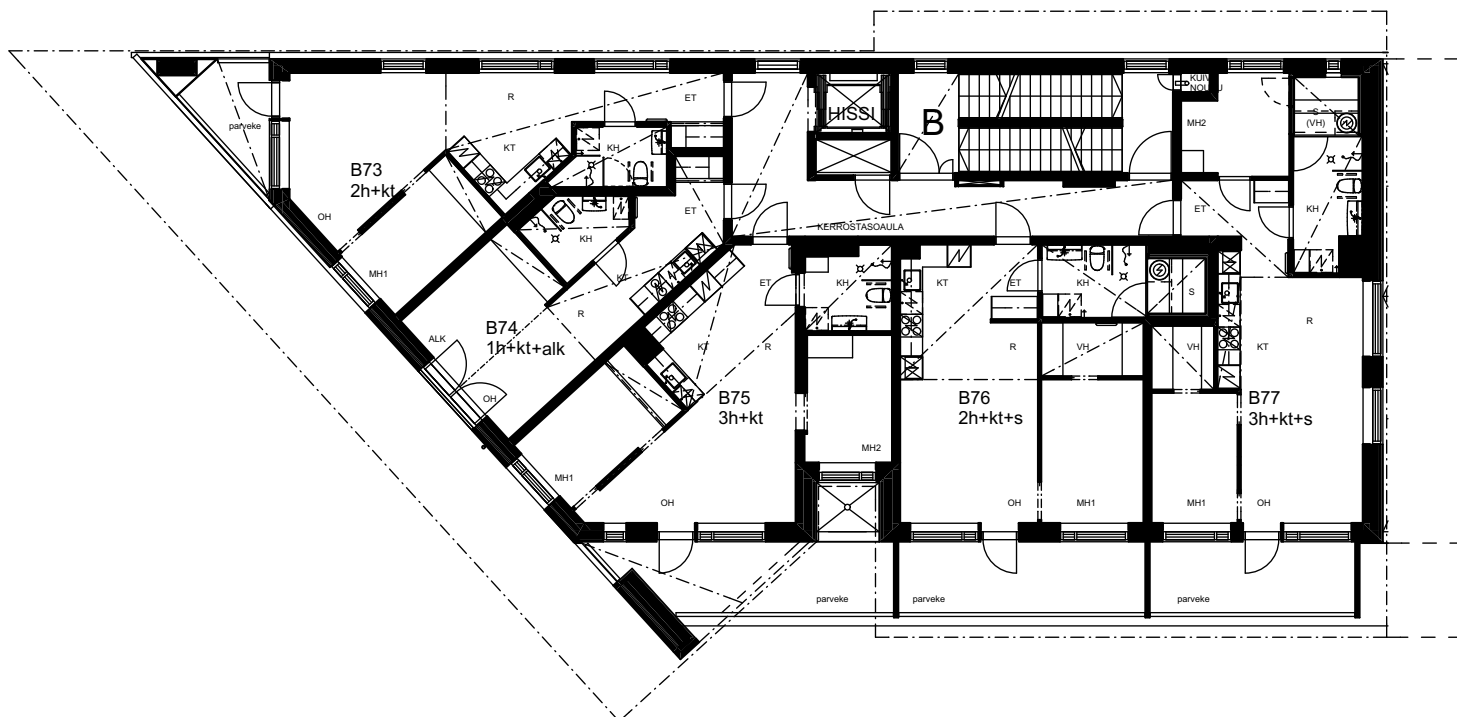 HISSI
B
KUIV
MH2
S
(VH)
R
ET
parveke
KT
KH
B73
2h+kt
OH
MH1
ET
KH
KT
R
KERROSTASOAULA
ET
KH
B74
1h+kt+alk
ALK
OH
ET
KH
KT
R
B75
3h+kt
MH1
MH2
OH
KT
ET
KH
S
R
VH
B76
2h+kt+s
OH
MH1
VH
KT
R
B77
3h+kt+s
MH1
OH
parveke
parveke
parveke